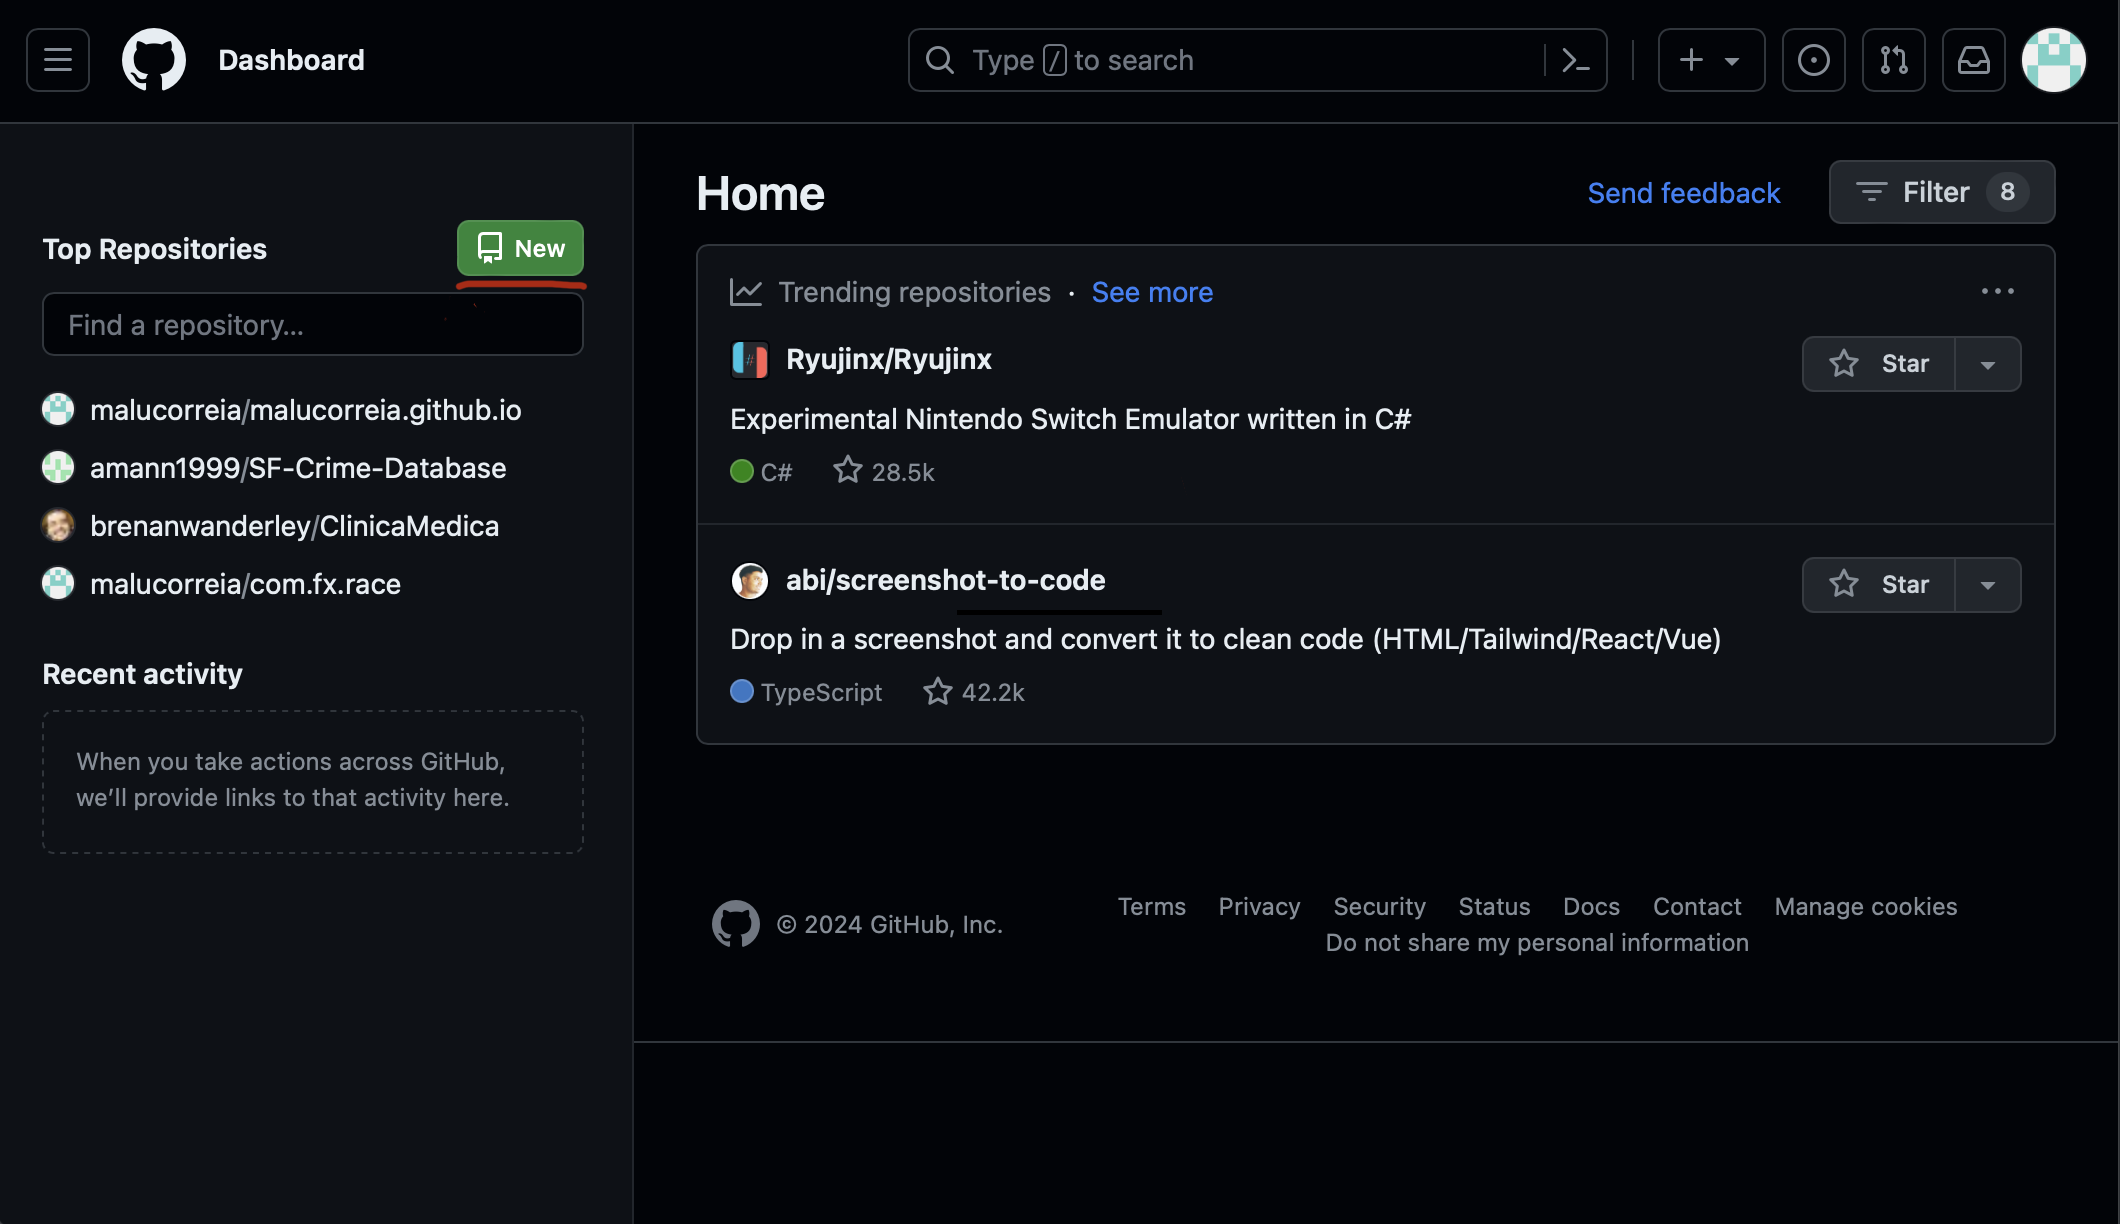 Dashboard
Type / to search
Top Repositories
New
Find a repository...
malucorreia/malucorreia.github.io
amann1999/SF-Crime-Database
brenanwanderley/ClinicaMedica
malucorreia/com.fx.race
Recent activity
When you take actions across GitHub,
we’ll provide links to that activity here.
Home
Send feedback
Filter 8
Trending repositories · See more
Ryujinx/Ryujinx
Star
Experimental Nintendo Switch Emulator written in C#
C# 28.5k
abi/screenshot-to-code
Star
Drop in a screenshot and convert it to clean code (HTML/Tailwind/React/Vue)
TypeScript 42.2k
© 2024 GitHub, Inc.
Terms Privacy Security Status Docs Contact Manage cookies
Do not share my personal information